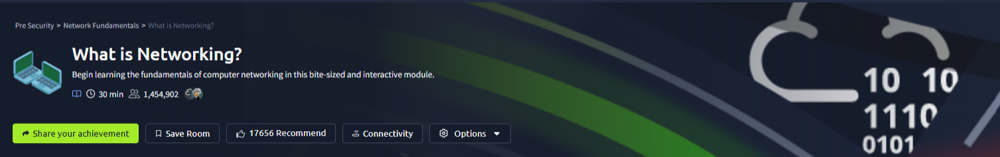 Pre Security > Network Fundamentals > What is Networking?
What is Networking?
Begin learning the fundamentals of computer networking in this bite-sized and interactive module.
30 min 1,454,902
Share your achievement Save Room 17656 Recommend Connectivity Options
10 10
1110
0101